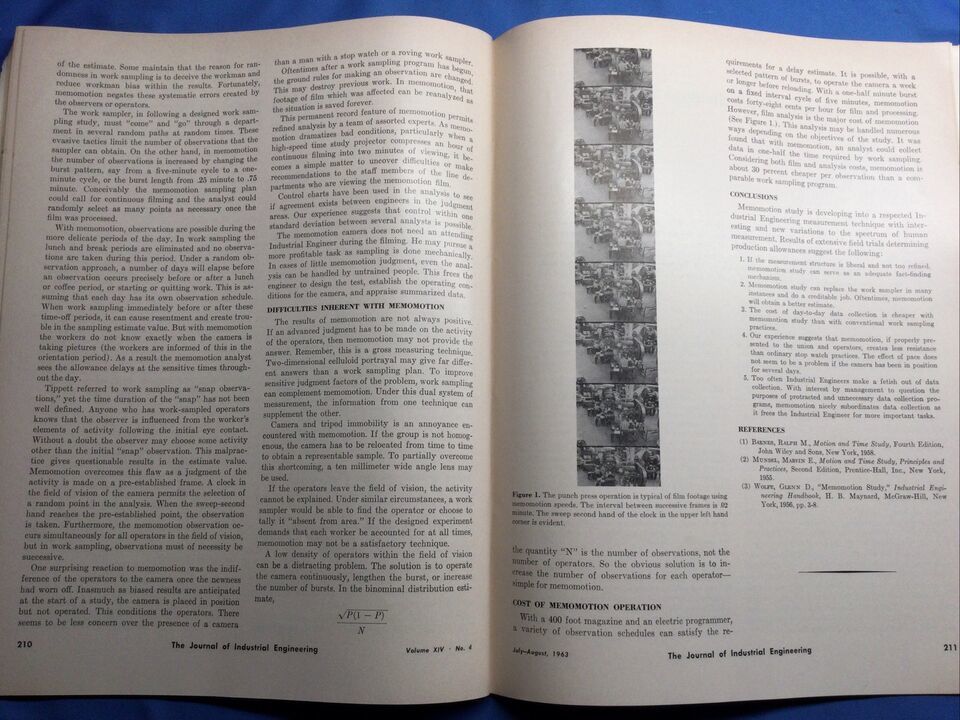 of the estimate. Some maintain that the reason for ran-
domness in work sampling is to deceive the workman and
reduce workman bias within the results. Fortunately,
memomotion negates these systematic errors created by
the observers or operators.
The work sampler, in following a designed work sam-
pling study, must "come" and "go" through a depart-
ment in several random paths at random times. These
evasive tactics limit the number of observations that the
sampler can obtain. On the other hand, in memomotion
the number of observations is increased by changing the
burst pattern, say from a five-minute cycle to a one-
minute cycle, or the burst length from .25 minute to .75
minute. Conceivably the memomotion sampling plan
could call for continuous filming and the analyst could
randomly select as many points as necessary once the
film was processed.
With memomotion, observations are possible during the
more delicate periods of the day. In work sampling the
lunch and break periods are eliminated and no observa-
tions are taken during this period. Under a random ob-
servation approach, a number of days will elapse before
an observation occurs precisely before or after a lunch
or coffee period, or starting or quitting work. This is as-
suming that each day has its own observation schedule.
When work sampling immediately before or after these
time-off periods, it can cause resentment and create trou-
ble in the sampling estimate value. But with memomotion
the workers do not know exactly when the camera is
taking pictures (the workers are informed of this in the
orientation period). As a result the memomotion analyst
sees the allowance delays at the sensitive times through-
out the day.
Tippett referred to work sampling as "snap observa-
tions," yet the time duration of the "snap" has not been
well defined. Anyone who has work-sampled operators
knows that the observer is influenced from the worker's
elements of activity following the initial eye contact.
Without a doubt the observer may choose some activity
other than the initial "snap" observation. This malprac-
tice gives questionable results in the estimate value.
Memomotion overcomes this flaw as a judgment of the
activity is made on a pre-established frame. A clock in
the field of vision of the camera permits the selection of
a random point in the analysis. When the sweep-second
hand reaches the pre-established point, the observation
is taken. Furthermore, the memomotion observation oc-
curs simultaneously for all operators in the field of vision,
but in work sampling, observations must of necessity be
successive.
One surprising reaction to memomotion was the indif-
ference of the operators to the camera once the newness
had worn off. Inasmuch as biased results are anticipated
at the start of a study, the camera is placed in position
but not operated. This conditions the operators. There
seems to be less concern over the presence of a camera
than a man with a stop watch or a roving work sampler.
Oftentimes after a work sampling program has begun,
the ground rules for making an observation are changed.
This may destroy previous work. In memomotion, that
footage of film which was affected can be reanalyzed as
the situation is saved forever.
This permanent record feature of memomotion permits
refined analysis by a team of assorted experts. As memo-
motion dramatizes bad conditions, particularly when a
high-speed time study projector compresses an hour of
continuous filming into two minutes of viewing, it be-
comes a simple matter to uncover difficulties or make
recommendations to the staff members of the line de-
partments who are viewing the memomotion film.
Control charts have been used in the analysis to see
if agreement exists between engineers in the judgment
areas. Our experience suggests that control within one
standard deviation between several analysts is possible.
The memomotion camera does not need an attending
Industrial Engineer during the filming. He may pursue a
more profitable task as sampling is done mechanically.
In cases of little memomotion judgment, even the anal-
ysis can be handled by untrained people. This frees the
engineer to design the test, establish the operating con-
ditions for the camera, and appraise summarized data.
DIFFICULTIES INHERENT WITH MEMOMOTION
The results of memomotion are not always positive.
If an advanced judgment has to be made on the activity
of the operators, then memomotion may not provide the
answer. Remember, this is a gross measuring technique.
Two-dimensional celluloid portrayal may give far differ-
ent answers than a work sampling plan. To improve
sensitive judgment factors of the problem, work sampling
can complement memomotion. Under this dual system of
measurement, the information from one technique can
supplement the other.
Camera and tripod immobility is an annoyance en-
countered with memomotion. If the group is not homog-
enous, the camera has to be relocated from time to time
to obtain a representative sample. To partially overcome
this shortcoming, a ten millimeter wide angle lens may
be used.
If the operators leave the field of vision, the activity
cannot be explained. Under similar circumstances, a work
sampler would be able to find the operator or choose to
tally it "absent from area." If the designed experiment
demands that each worker be accounted for at all times,
memomotion may not be a satisfactory technique.
A low density of operators within the field of vision
can be a distracting problem. The solution is to operate
the camera continuously, lengthen the burst, or increase
the number of bursts. In the binomial distribution esti-
mate,
√P(1 − P)
N
210
The Journal of Industrial Engineering
Volume XIV · No. 4
Figure 1. The punch press operation is typical of film footage using
memomotion speeds. The interval between successive frames is .02
minute. The sweep second hand of the clock in the upper left hand
corner is evident.
the quantity "N" is the number of observations, not the
number of operators. So the obvious solution is to in-
crease the number of observations for each operator—
simple for memomotion.
COST OF MEMOMOTION OPERATION
With a 400 foot magazine and an electric programmer,
a variety of observation schedules can satisfy the re-
quirements for a delay estimate. It is possible, with a
selected pattern of bursts, to operate the camera a week
or longer before reloading. With a one-half minute burst
on a fixed interval cycle of five minutes, memomotion
costs forty-eight cents per hour for film and processing.
However, film analysis is the major cost of memomotion
(See Figure 1.). This analysis may be handled numerous
ways depending on the objectives of the study. It was
found that with memomotion, an analyst could collect
data in one-half the time required by work sampling.
Considering both film and analysis costs, memomotion is
about 30 percent cheaper per observation than a com-
parable work sampling program.
CONCLUSIONS
Memomotion study is developing into a respected In-
dustrial Engineering measurement technique with inter-
esting and new variations to the spectrum of human
measurement. Results of extensive field trials determining
production allowances suggest the following:
1. If the measurement structure is liberal and not too refined,
memomotion study can serve as an adequate fact-finding
mechanism.
2. Memomotion study can replace the work sampler in many
instances and do a creditable job. Oftentimes, memomotion
will obtain a better estimate.
3. The cost of day-to-day data collection is cheaper with
memomotion study than with conventional work sampling
practices.
4. Our experience suggests that memomotion, if properly pre-
sented to the union and operators, creates less resistance
than ordinary stop watch practices. The effect of pace does
not seem to be a problem if the camera has been in position
for several days.
5. Too often Industrial Engineers make a fetish out of data
collection. With interest by management to question the
purposes of protracted and unnecessary data collection pro-
grams, memomotion nicely subordinates data collection as
it frees the Industrial Engineer for more important tasks.
REFERENCES
(1) BARNES, RALPH M., Motion and Time Study, Fourth Edition,
John Wiley and Sons, New York, 1958.
(2) MUNDEL, MARVIN E., Motion and Time Study, Principles and
Practices, Second Edition, Prentice-Hall, Inc., New York,
1955.
(3) WOLFE, GLENN D., "Memomotion Study," Industrial Engi-
neering Handbook, H. B. Maynard, McGraw-Hill, New
York, 1956, pp. 3-8.
July–August, 1963
The Journal of Industrial Engineering
211